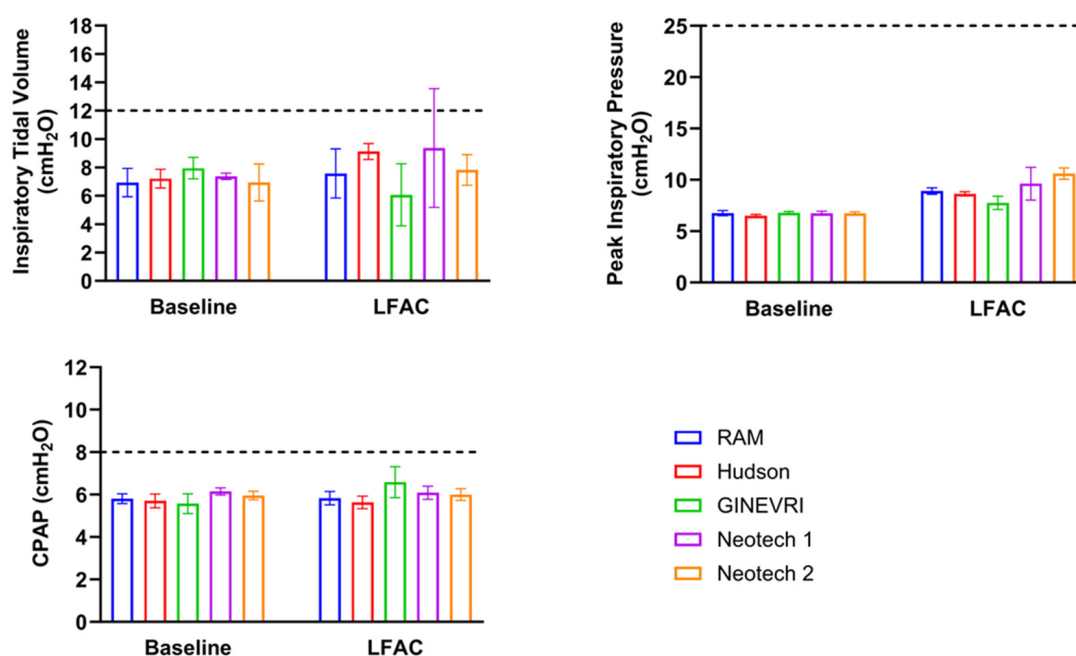 Inspiratory Tidal Volume
(cmH₂O)
18
16
14
12
10
8
6
4
2
0
Baseline
LFAC
Peak Inspiratory Pressure
(cmH₂O)
25
20
15
10
5
0
Baseline
LFAC
CPAP (cmH₂O)
12
10
8
6
4
2
0
Baseline
LFAC
RAM
Hudson
GINEVRI
Neotech 1
Neotech 2